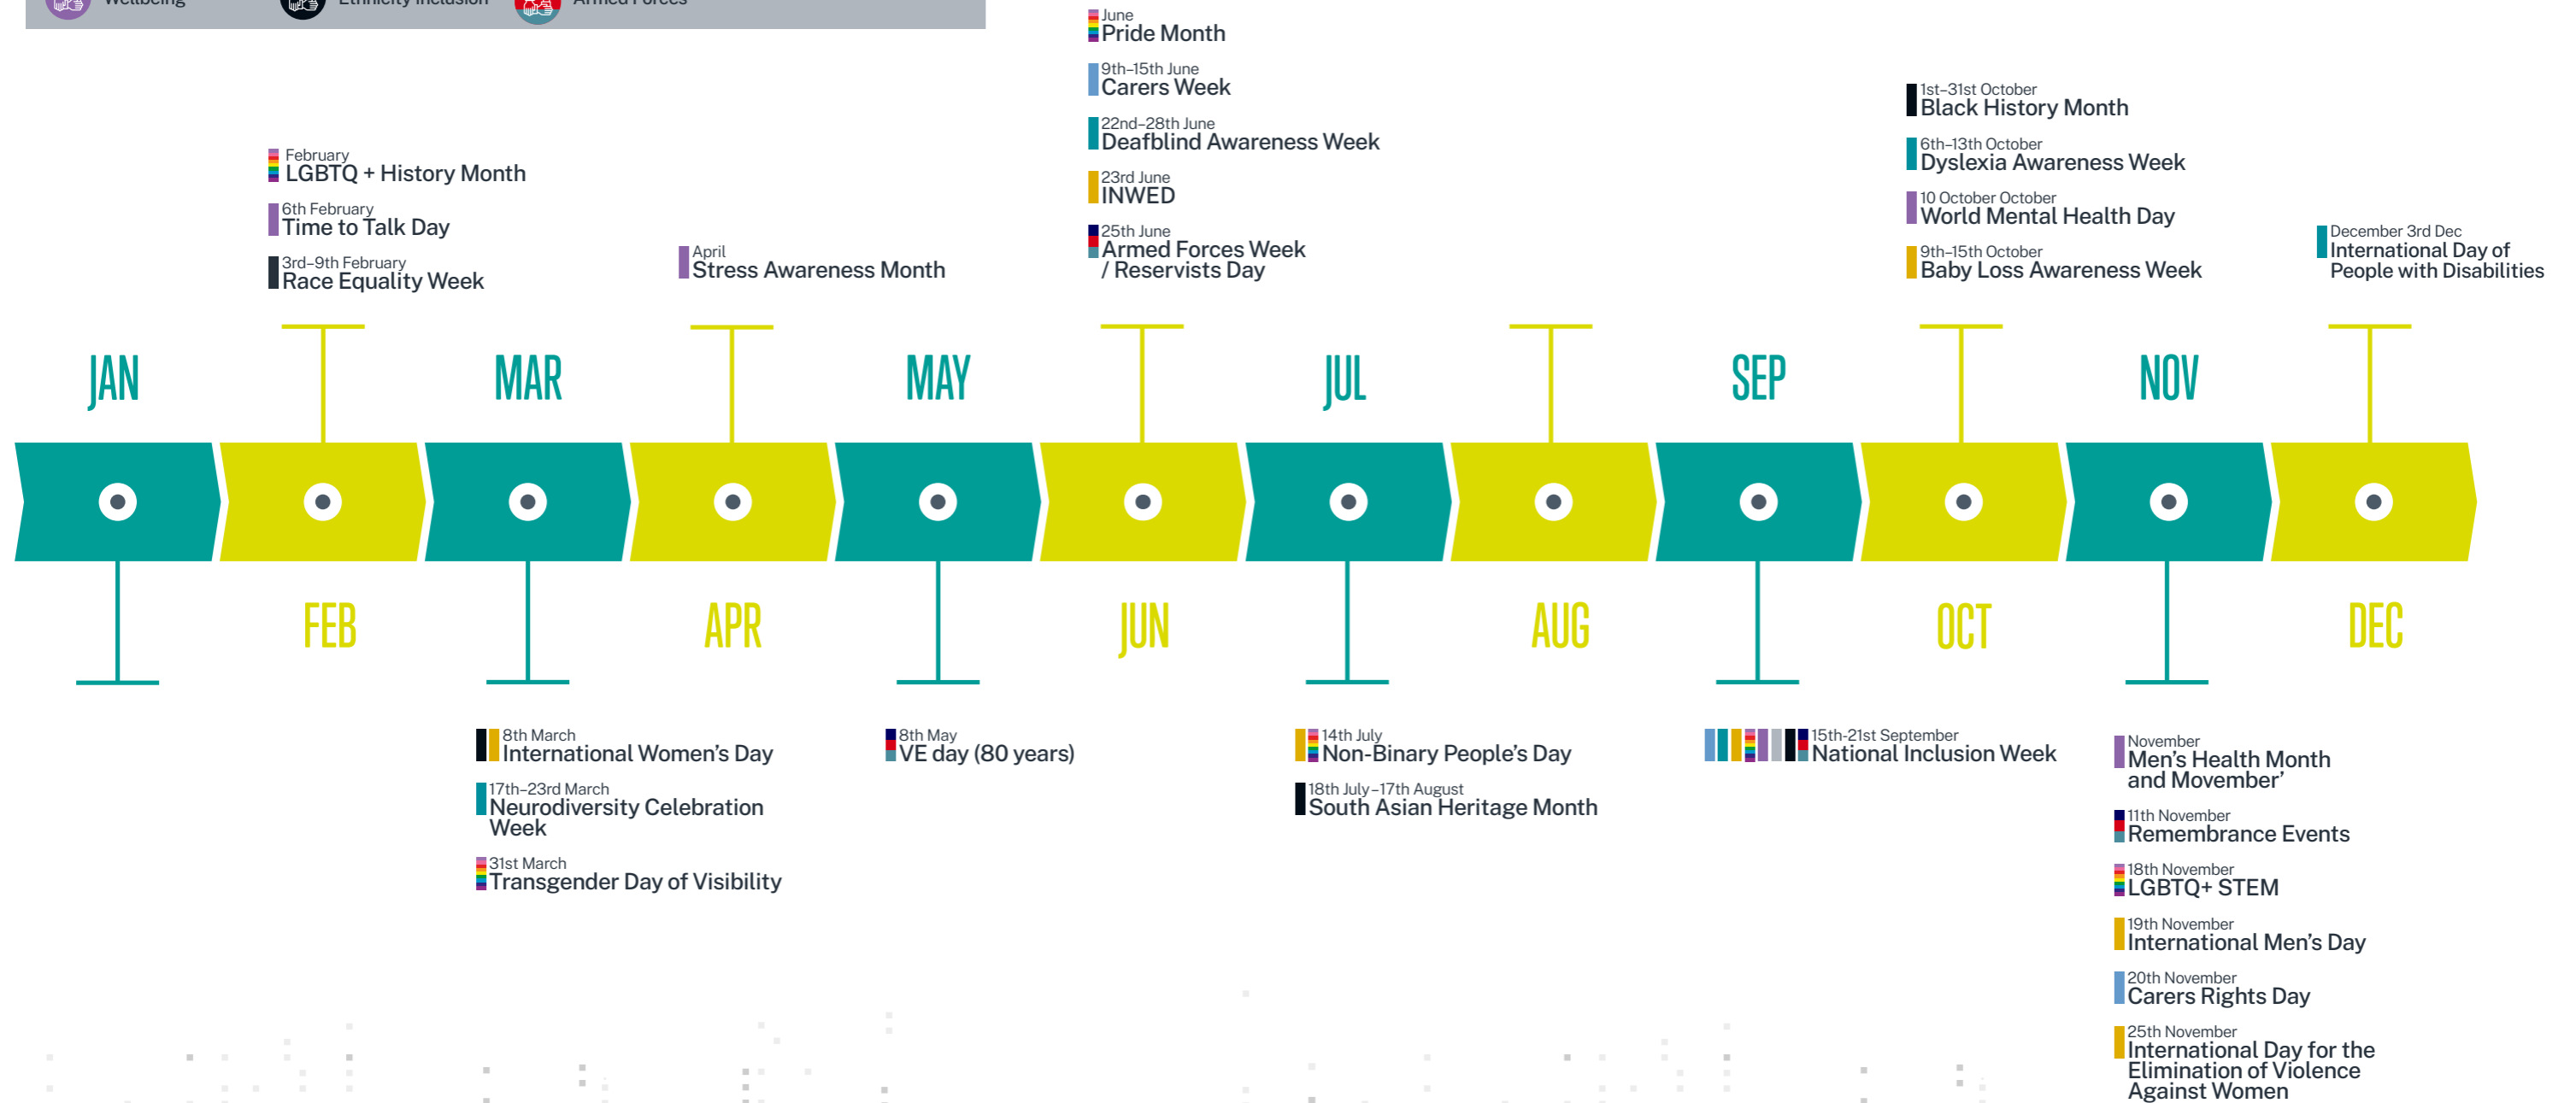 Wellbeing
Ethnicity Inclusion
Armed Forces
June
Pride Month
9th–15th June
Carers Week
22nd–28th June
Deafblind Awareness Week
23rd June
INWED
25th June
Armed Forces Week
/ Reservists Day
1st–31st October
Black History Month
6th–13th October
Dyslexia Awareness Week
10 October October
World Mental Health Day
9th–15th October
Baby Loss Awareness Week
February
LGBTQ + History Month
6th February
Time to Talk Day
3rd–9th February
Race Equality Week
April
Stress Awareness Month
December 3rd Dec
International Day of
People with Disabilities
JAN
MAR
MAY
JUL
SEP
NOV
FEB
APR
JUN
AUG
OCT
DEC
8th March
International Women's Day
17th–23rd March
Neurodiversity Celebration
Week
31st March
Transgender Day of Visibility
8th May
VE day (80 years)
14th July
Non-Binary People's Day
18th July–17th August
South Asian Heritage Month
15th-21st September
National Inclusion Week
November
Men's Health Month
and Movember’
11th November
Remembrance Events
18th November
LGBTQ+ STEM
19th November
International Men's Day
20th November
Carers Rights Day
25th November
International Day for the
Elimination of Violence
Against Women